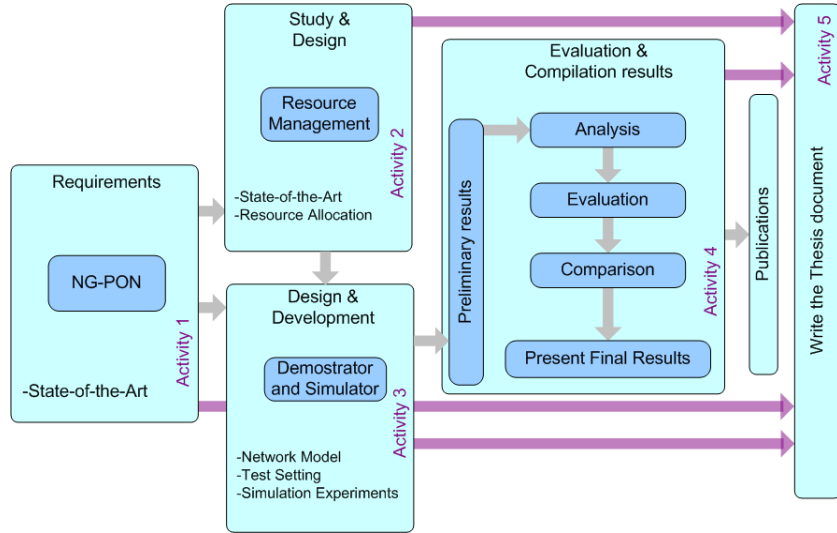 Requirements
NG-PON
-State-of-the-Art
Activity 1
Study &
Design
Resource
Management
-State-of-the-Art
-Resource Allocation
Activity 2
Design &
Development
Demostrator
and Simulator
-Network Model
-Test Setting
-Simulation Experiments
Activity 3
Evaluation &
Compilation results
Preliminary results
Analysis
Evaluation
Comparison
Present Final Results
Activity 4
Publications
Write the Thesis document
Activity 5